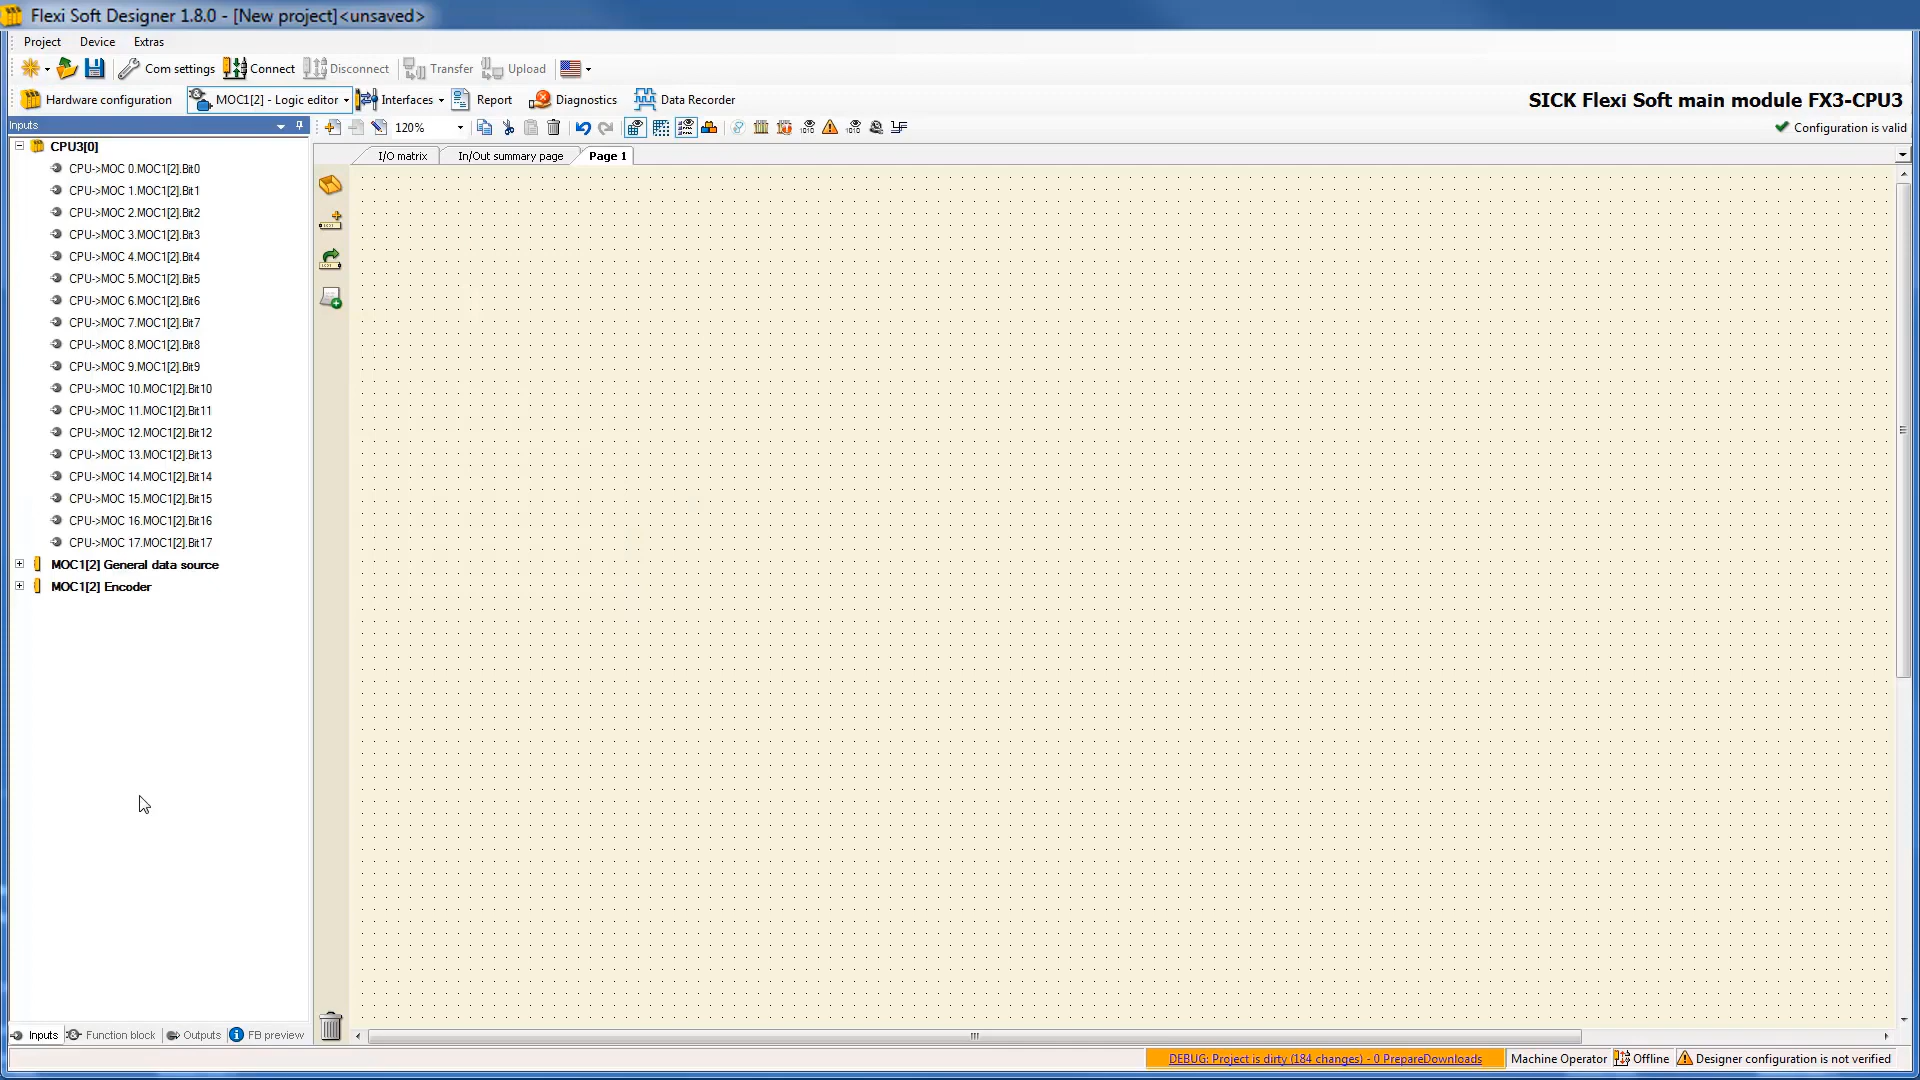 Flexi Soft Designer 1.8.0 - [New project]<unsaved>
Project Device Extras
Com settings Connect Disconnect Transfer Upload
Hardware configuration MOC1[2] - Logic editor Interfaces Report Diagnostics Data Recorder SICK Flexi Soft main module FX3-CPU3
Inputs 120% Configuration is valid
I/O matrix In/Out summary page Page 1
CPU3[0]
CPU->MOC 0.MOC1[2].Bit0
CPU->MOC 1.MOC1[2].Bit1
CPU->MOC 2.MOC1[2].Bit2
CPU->MOC 3.MOC1[2].Bit3
CPU->MOC 4.MOC1[2].Bit4
CPU->MOC 5.MOC1[2].Bit5
CPU->MOC 6.MOC1[2].Bit6
CPU->MOC 7.MOC1[2].Bit7
CPU->MOC 8.MOC1[2].Bit8
CPU->MOC 9.MOC1[2].Bit9
CPU->MOC 10.MOC1[2].Bit10
CPU->MOC 11.MOC1[2].Bit11
CPU->MOC 12.MOC1[2].Bit12
CPU->MOC 13.MOC1[2].Bit13
CPU->MOC 14.MOC1[2].Bit14
CPU->MOC 15.MOC1[2].Bit15
CPU->MOC 16.MOC1[2].Bit16
CPU->MOC 17.MOC1[2].Bit17
MOC1[2] General data source
MOC1[2] Encoder
Inputs Function block Outputs FB preview
DEBUG: Project is dirty (184 changes) - 0 PrepareDownloads Machine Operator Offline Designer configuration is not verified